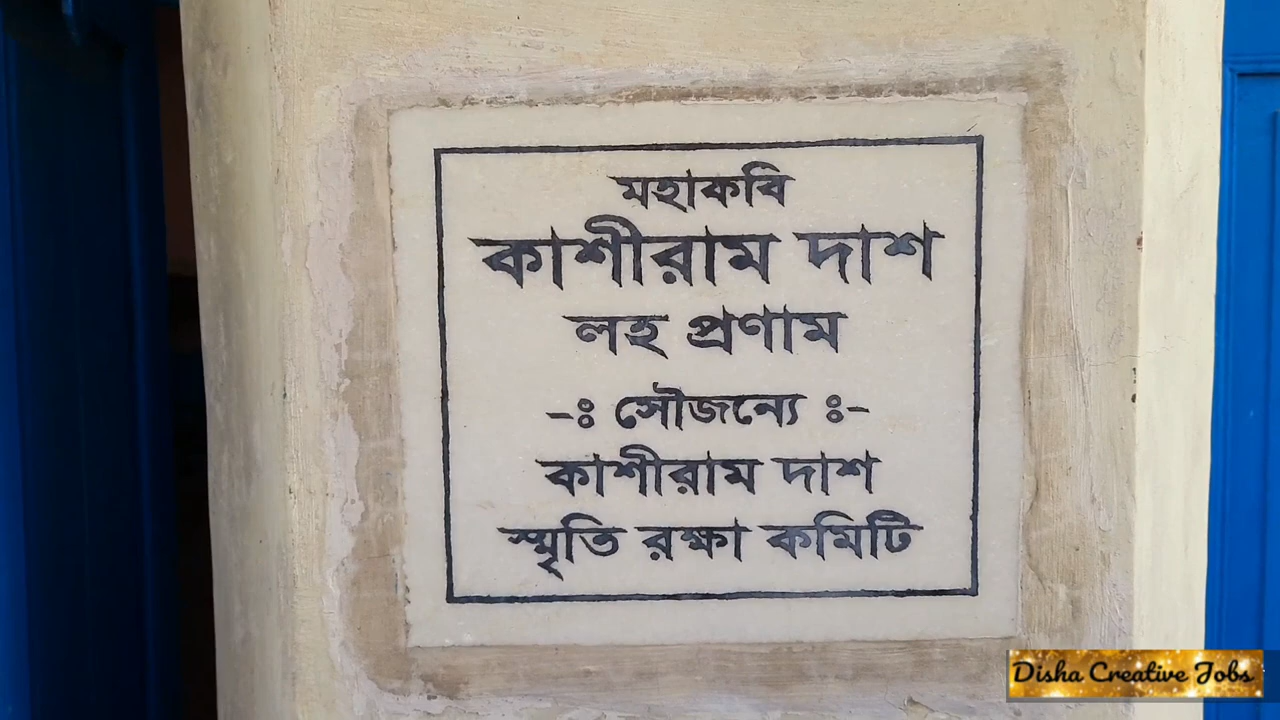 মহাকবি
কাশীরাম দাশ
লহ প্রণাম
-ঃ সৌজন্যে ঃ-
কাশীরাম দাশ
স্মৃতি রক্ষা কমিটি
Disha Creative Jobs